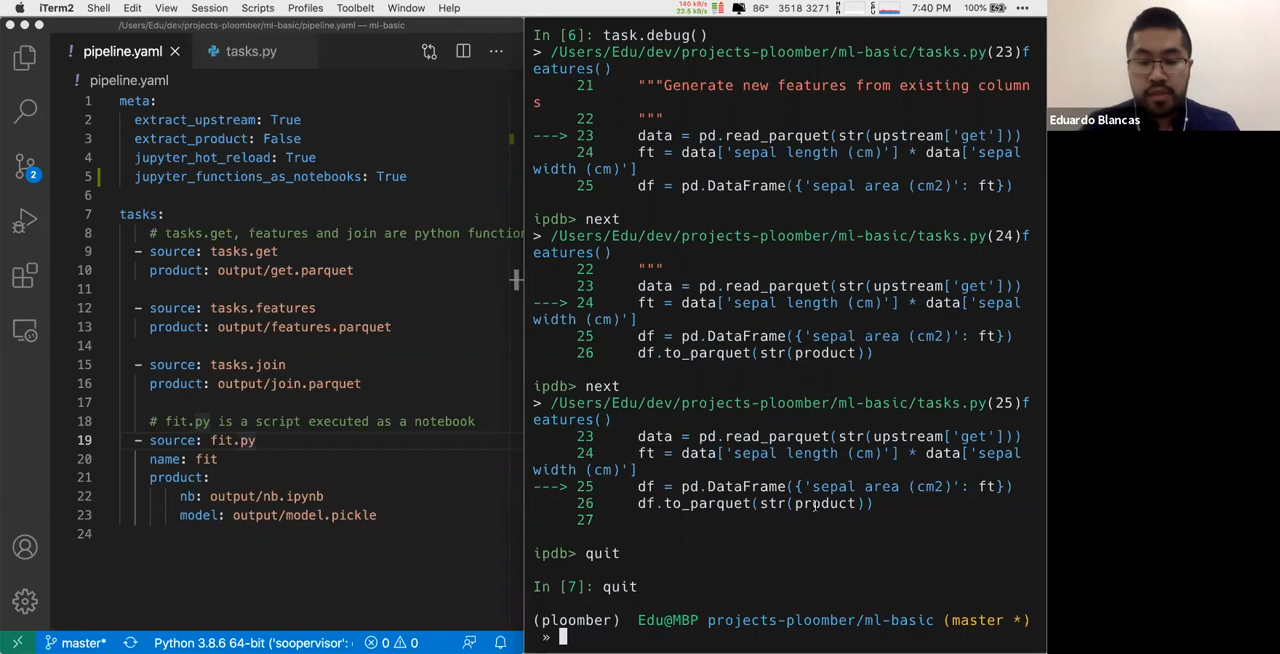 iTerm2 Shell Edit View Session Scripts Profiles Toolbelt Window Help
140 kB/s
22.5 kB/s
86° 3518 3271 7:40 PM 100%
/Users/Edu/dev/projects-ploomber/ml-basic/pipeline.yaml — ml-basic
! pipeline.yaml
tasks.py
! pipeline.yaml
1 meta:
2 extract_upstream: True
3 extract_product: False
4 jupyter_hot_reload: True
5 jupyter_functions_as_notebooks: True
6
7 tasks:
8 # tasks.get, features and join are python function
9 - source: tasks.get
10 product: output/get.parquet
11
12 - source: tasks.features
13 product: output/features.parquet
14
15 - source: tasks.join
16 product: output/join.parquet
17
18 # fit.py is a script executed as a notebook
19 - source: fit.py
20 name: fit
21 product:
22 nb: output/nb.ipynb
23 model: output/model.pickle
24
2
master* Python 3.8.6 64-bit ('soopervisor': 0 0
In [6]: task.debug()
> /Users/Edu/dev/projects-ploomber/ml-basic/tasks.py(23)f
eatures()
21 """Generate new features from existing column
s
22 """
---> 23 data = pd.read_parquet(str(upstream['get']))
24 ft = data['sepal length (cm)'] * data['sepal
width (cm)']
25 df = pd.DataFrame({'sepal area (cm2)': ft})
ipdb> next
> /Users/Edu/dev/projects-ploomber/ml-basic/tasks.py(24)f
eatures()
22 """
23 data = pd.read_parquet(str(upstream['get']))
---> 24 ft = data['sepal length (cm)'] * data['sepal
width (cm)']
25 df = pd.DataFrame({'sepal area (cm2)': ft})
26 df.to_parquet(str(product))
ipdb> next
> /Users/Edu/dev/projects-ploomber/ml-basic/tasks.py(25)f
eatures()
23 data = pd.read_parquet(str(upstream['get']))
24 ft = data['sepal length (cm)'] * data['sepal
width (cm)']
---> 25 df = pd.DataFrame({'sepal area (cm2)': ft})
26 df.to_parquet(str(product))
27
ipdb> quit
In [7]: quit
(ploomber) Edu@MBP projects-ploomber/ml-basic (master *)
»
Eduardo Blancas